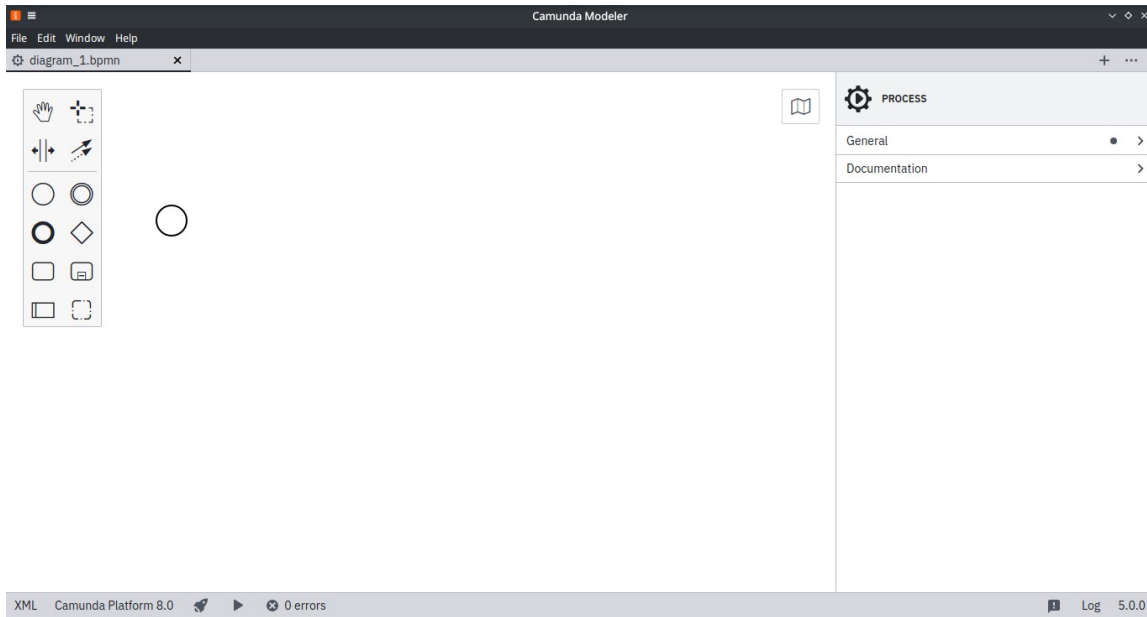 Camunda Modeler
File Edit Window Help
diagram_1.bpmn
PROCESS
General
Documentation
XML Camunda Platform 8.0 0 errors Log 5.0.0